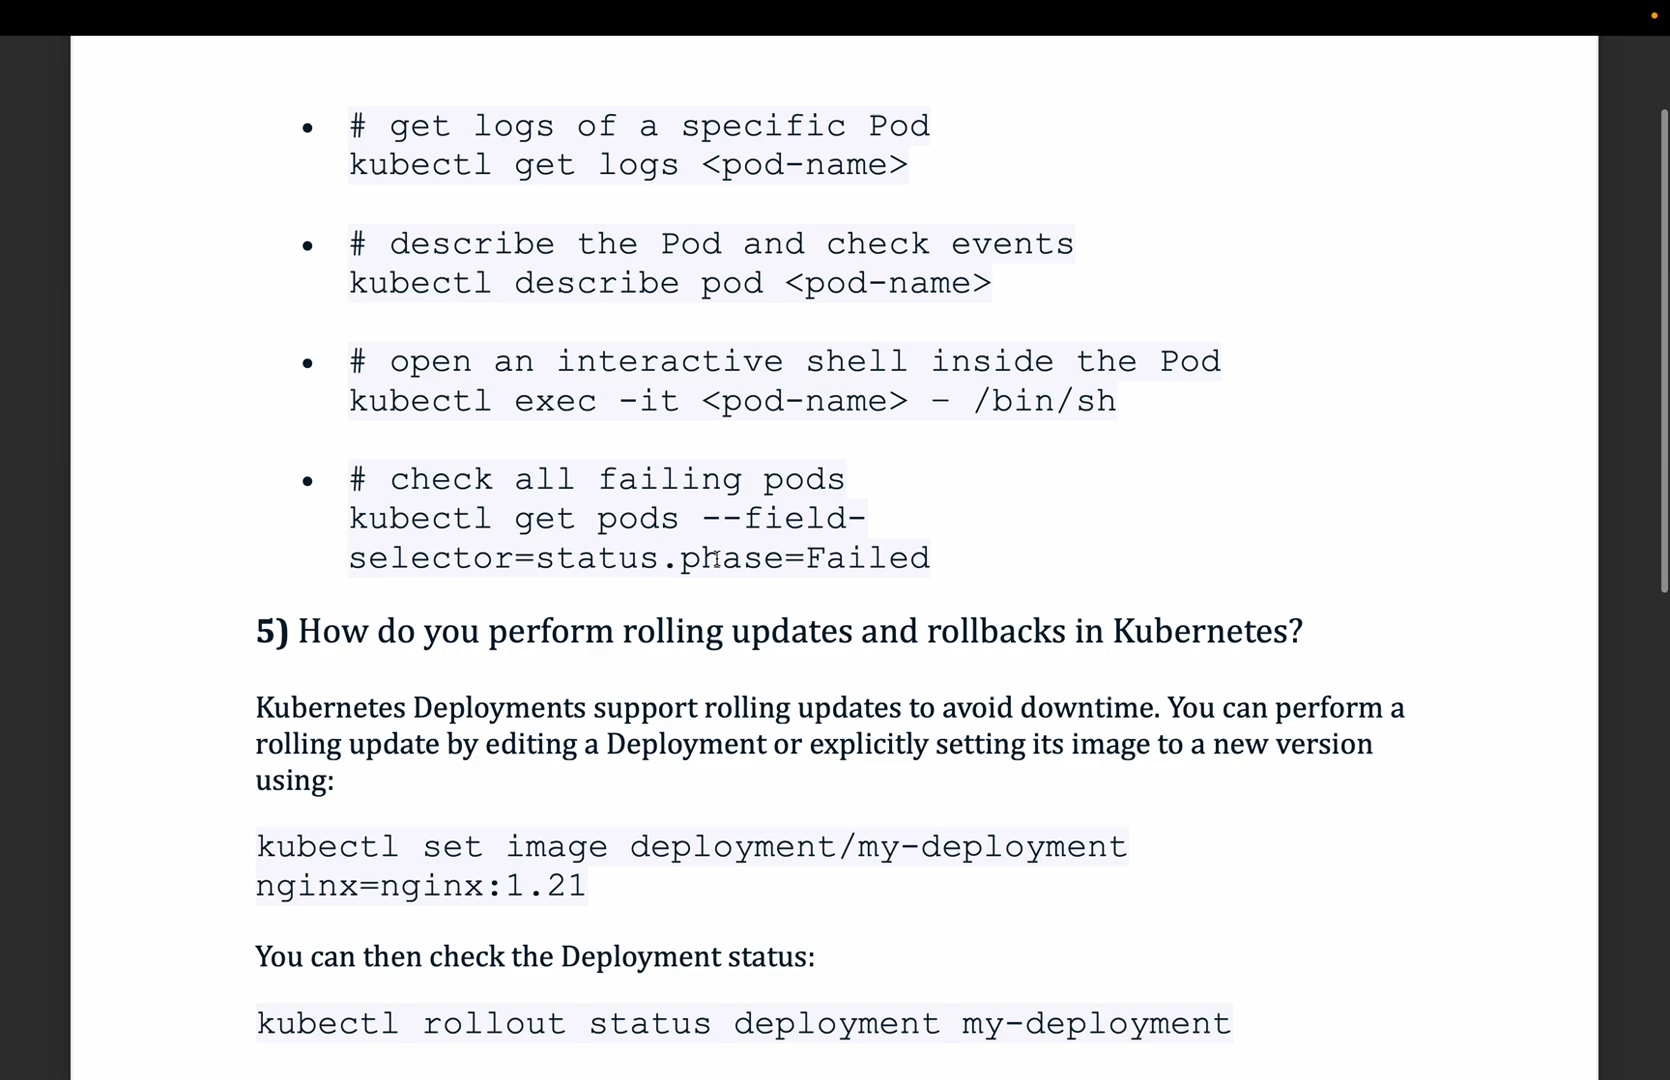 • # get logs of a specific Pod
kubectl get logs <pod-name>
• # describe the Pod and check events
kubectl describe pod <pod-name>
• # open an interactive shell inside the Pod
kubectl exec -it <pod-name> – /bin/sh
• # check all failing pods
kubectl get pods --field-
selector=status.phase=Failed
5) How do you perform rolling updates and rollbacks in Kubernetes?
Kubernetes Deployments support rolling updates to avoid downtime. You can perform a
rolling update by editing a Deployment or explicitly setting its image to a new version
using:
kubectl set image deployment/my-deployment
nginx=nginx:1.21
You can then check the Deployment status:
kubectl rollout status deployment my-deployment